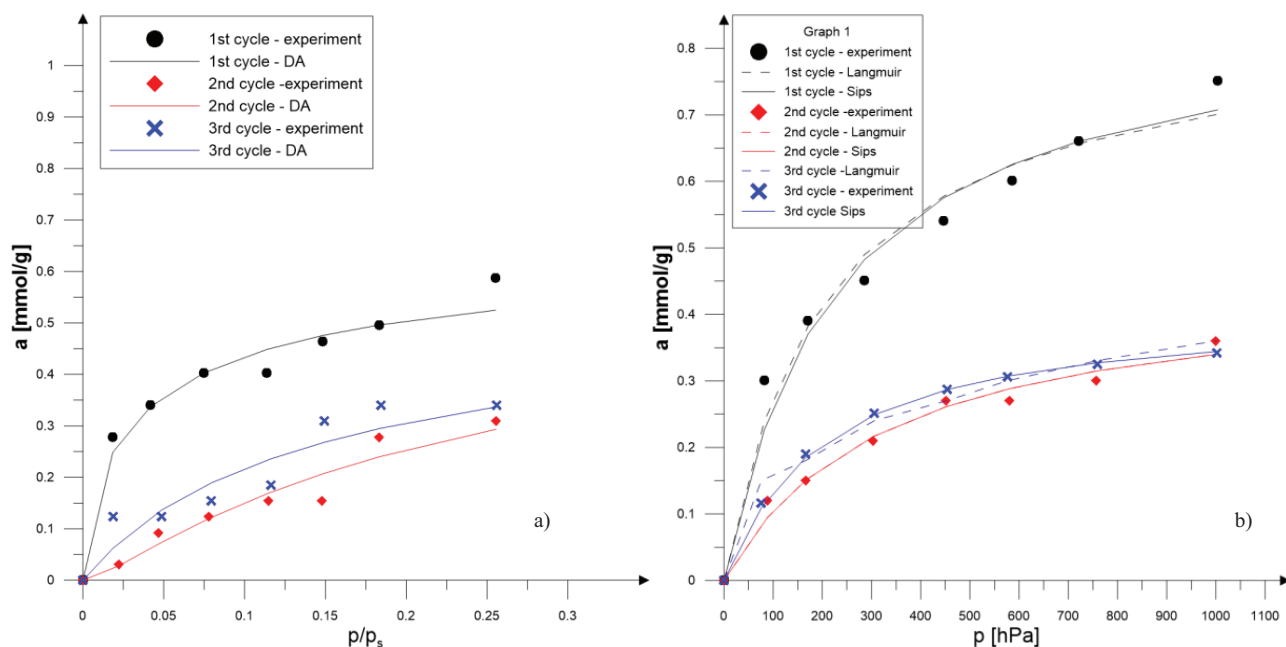 1st cycle - experiment
1st cycle - DA
2nd cycle -experiment
2nd cycle - DA
3rd cycle - experiment
3rd cycle - DA
a [mmol/g]
1
0.9
0.8
0.7
0.6
0.5
0.4
0.3
0.2
0.1
0
0
0.05
0.1
0.15
0.2
0.25
0.3
p/ps
a)
Graph 1
1st cycle - experiment
1st cycle - Langmuir
1st cycle - Sips
2nd cycle -experiment
2nd cycle - Langmuir
2nd cycle - Sips
3rd cycle -Langmuir
3rd cycle - experiment
3rd cycle Sips
a [mmol/g]
0.8
0.7
0.6
0.5
0.4
0.3
0.2
0.1
0
0
100
200
300
400
500
600
700
800
900
1000
1100
p [hPa]
b)